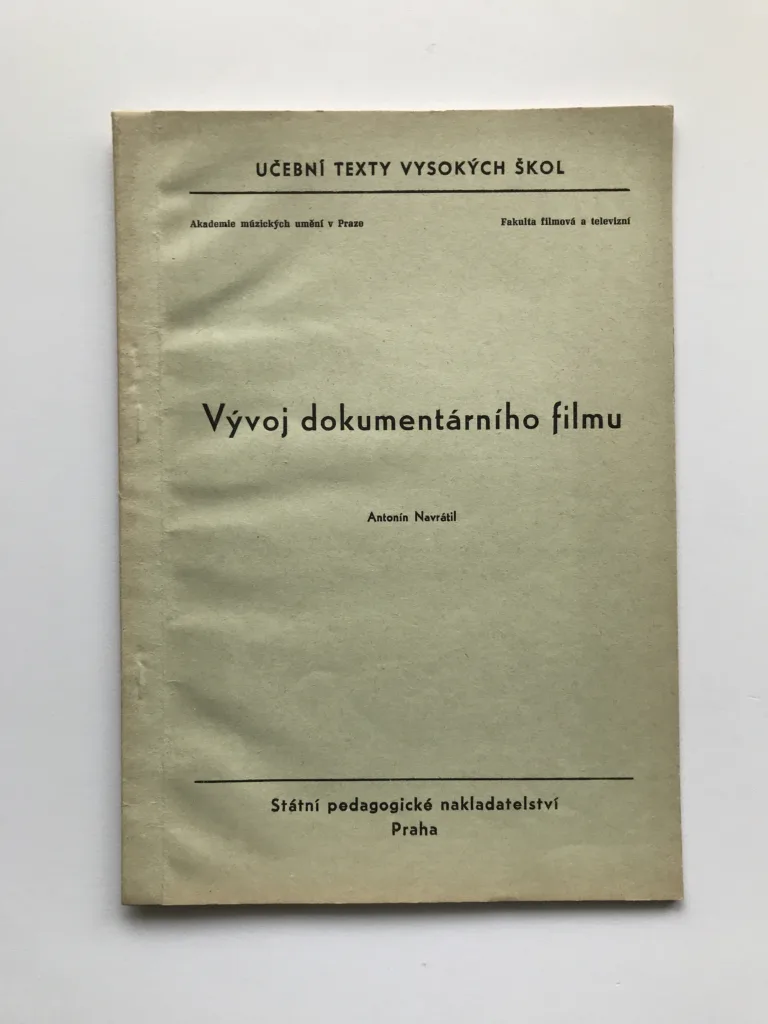 UČEBNÍ TEXTY VYSOKÝCH ŠKOL
Akademie múzických umění v Praze Fakulta filmová a televizní
Vývoj dokumentárního filmu
Antonín Navrátil
Státní pedagogické nakladatelství
Praha